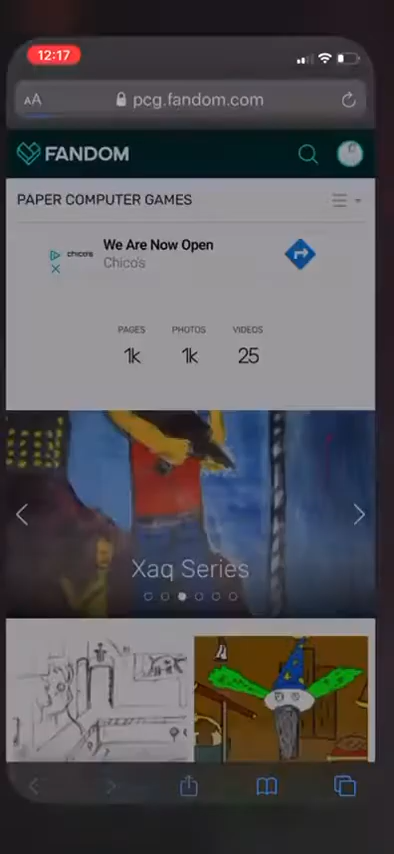 12:17
AA pcg.fandom.com
FANDOM
PAPER COMPUTER GAMES
We Are Now Open
chico's
Chico's
PAGES PHOTOS VIDEOS
1k 1k 25
Xaq Series